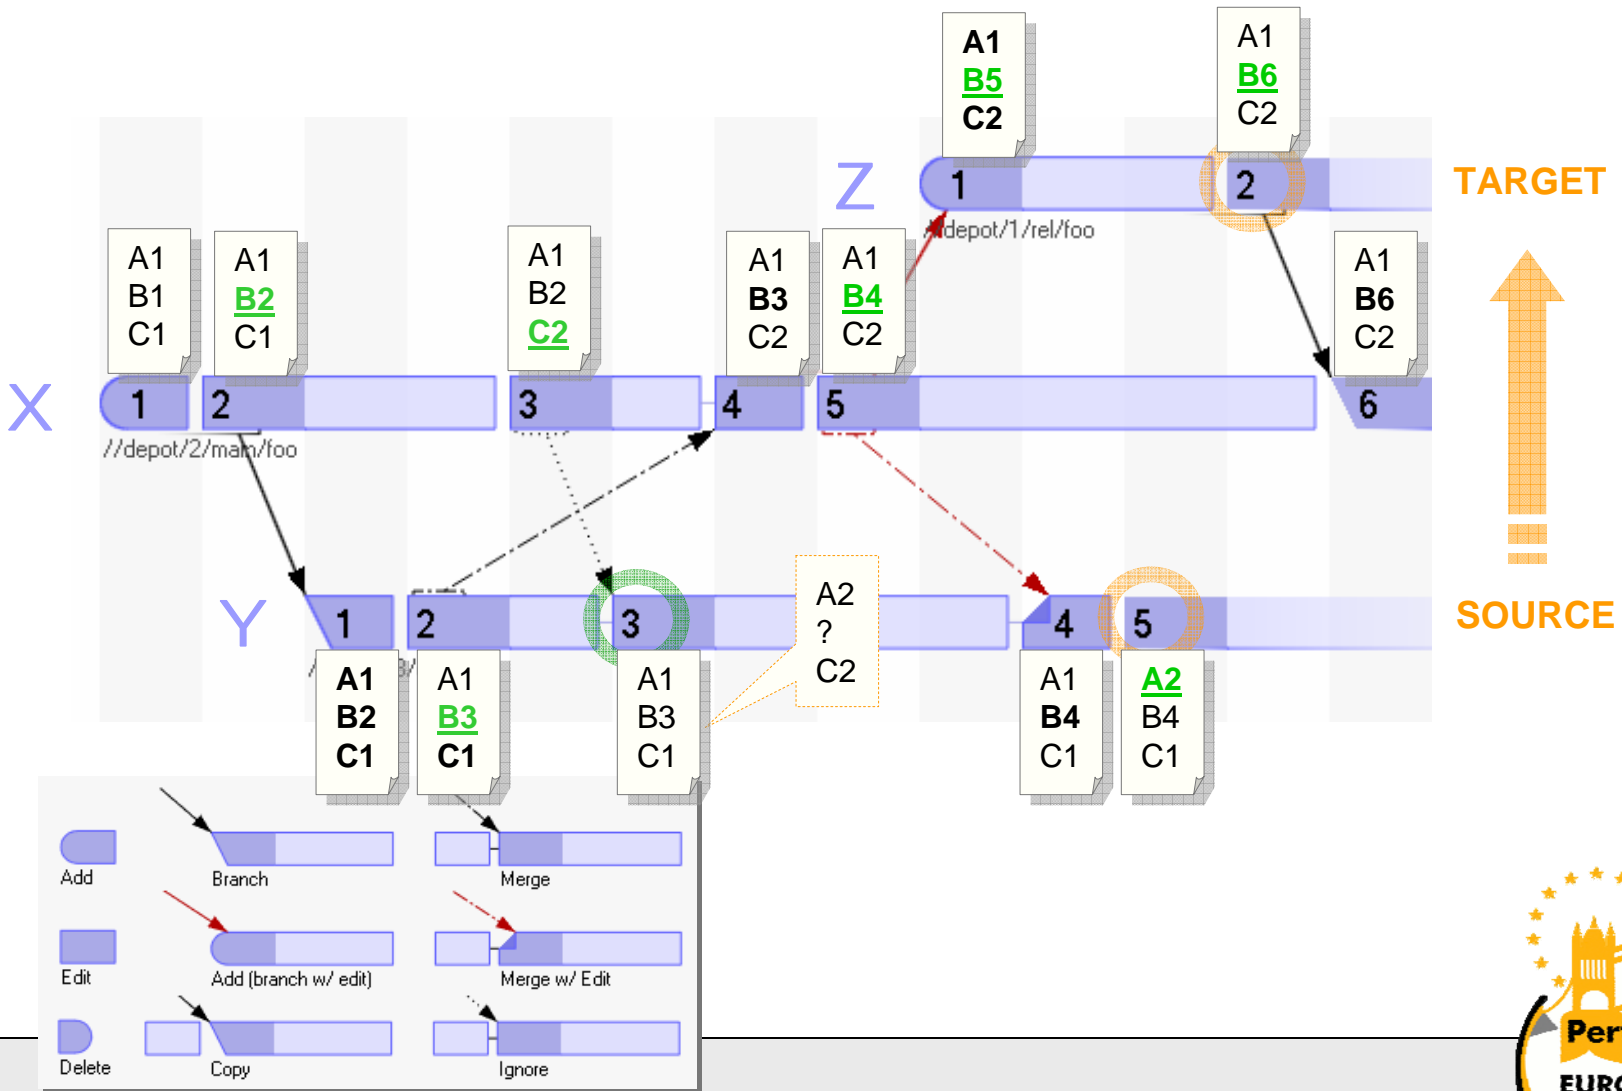 A1
B5
C2
A1
B6
C2
Z
1
2
TARGET
//depot/1/rel/foo
A1
B1
C1
A1
B2
C1
A1
B2
C2
A1
B3
C2
A1
B4
C2
A1
B6
C2
X
1
2
3
4
5
6
//depot/2/main/foo
Y
1
2
3
4
5
SOURCE
A2
?
C2
A1
B2
C1
A1
B3
C1
A1
B3
C1
A1
B4
C1
A2
B4
C1
Add
Branch
Merge
Edit
Add (branch w/ edit)
Merge w/ Edit
Delete
Copy
Ignore